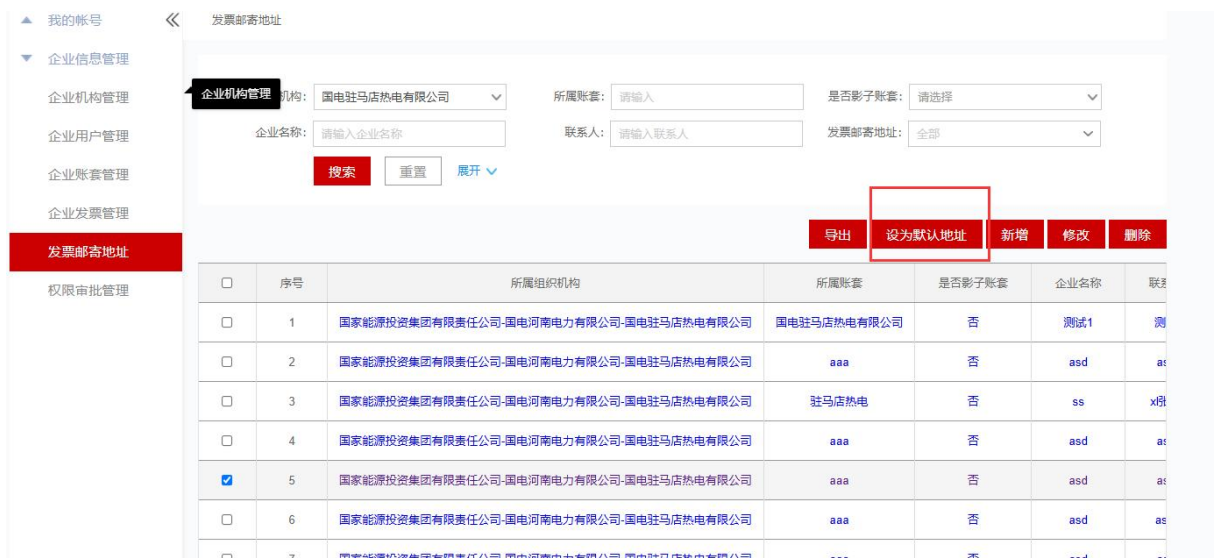 我的帐号
发票邮寄地址
企业信息管理
企业机构管理
企业机构管理 机构: 国电驻马店热电有限公司 所属账套: 请输入 是否影子账套: 请选择
企业用户管理
企业名称: 请输入企业名称 联系人: 请输入联系人 发票邮寄地址: 全部
企业账套管理
搜索 重置 展开
企业发票管理
导出 设为默认地址 新增 修改 删除
发票邮寄地址
权限审批管理
序号 所属组织机构 所属账套 是否影子账套 企业名称 联
1 国家能源投资集团有限责任公司-国电河南电力有限公司-国电驻马店热电有限公司 国电驻马店热电有限公司 否 测试1 测
2 国家能源投资集团有限责任公司-国电河南电力有限公司-国电驻马店热电有限公司 aaa 否 asd as
3 国家能源投资集团有限责任公司-国电河南电力有限公司-国电驻马店热电有限公司 驻马店热电 否 ss xl张
4 国家能源投资集团有限责任公司-国电河南电力有限公司-国电驻马店热电有限公司 aaa 否 asd as
5 国家能源投资集团有限责任公司-国电河南电力有限公司-国电驻马店热电有限公司 aaa 否 asd as
6 国家能源投资集团有限责任公司-国电河南电力有限公司-国电驻马店热电有限公司 aaa 否 asd as